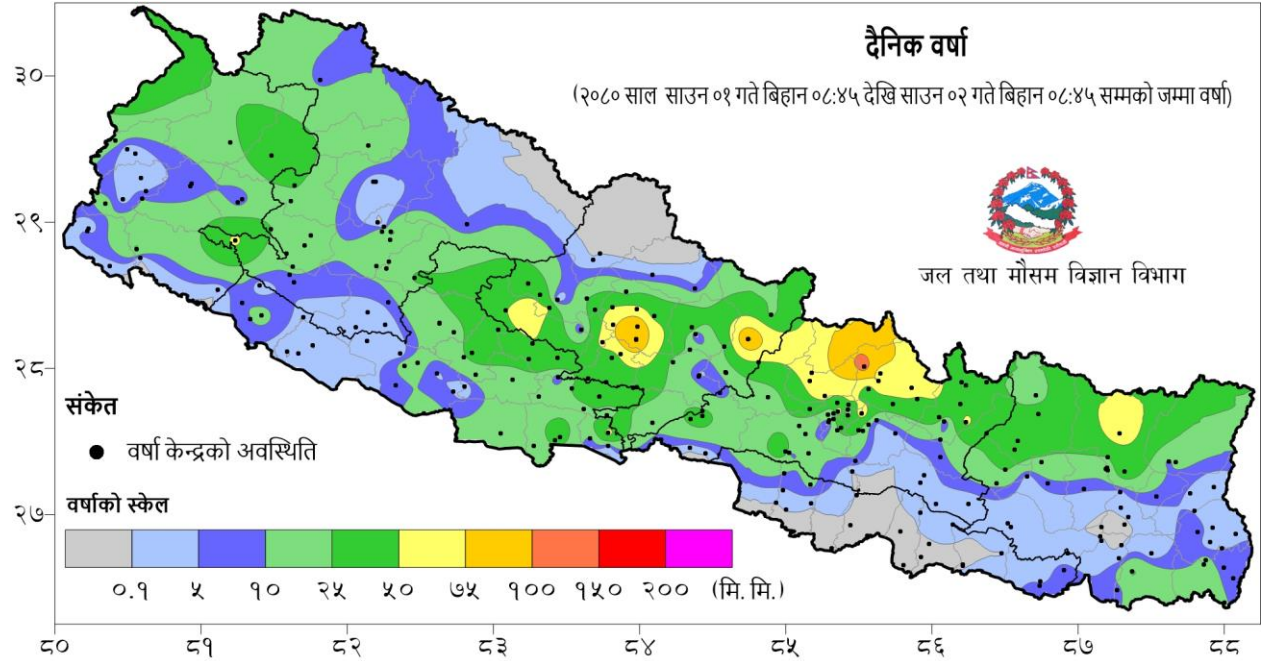 दैनिक वर्षा
(२०८० साल साउन ०१ गते बिहान ०८:४५ देखि साउन ०२ गते बिहान ०८:४५ सम्मको जम्मा वर्षा)
३०
२९
२८
२७
जल तथा मौसम विज्ञान विभाग
संकेत
वर्षा केन्द्रको अवस्थिति
वर्षाको स्केल
०.१ ५ १० २५ ५० ७५ १०० १५० २०० (मि. मि.)
८० ८१ ८२ ८३ ८४ ८५ ८६ ८७ ८८